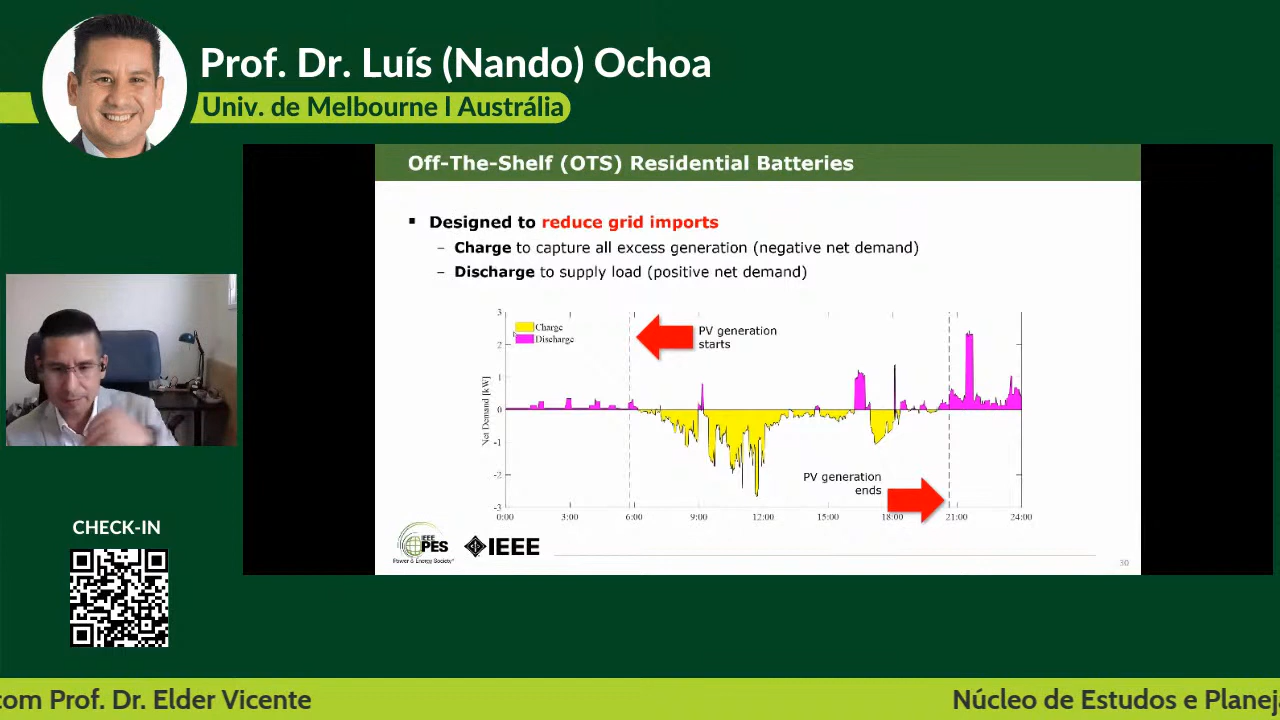 Prof. Dr. Luís (Nando) Ochoa
Univ. de Melbourne l Austrália
Off-The-Shelf (OTS) Residential Batteries
▪ Designed to reduce grid imports
– Charge to capture all excess generation (negative net demand)
– Discharge to supply load (positive net demand)
Charge
Discharge
PV generation
starts
PV generation
ends
Net Demand [kW]
3
2
1
0
-1
-2
-3
0:00 3:00 6:00 9:00 12:00 15:00 18:00 21:00 24:00
IEEE
PES
Power & Energy Society®
IEEE
30
CHECK-IN
com Prof. Dr. Elder Vicente
Núcleo de Estudos e Planej